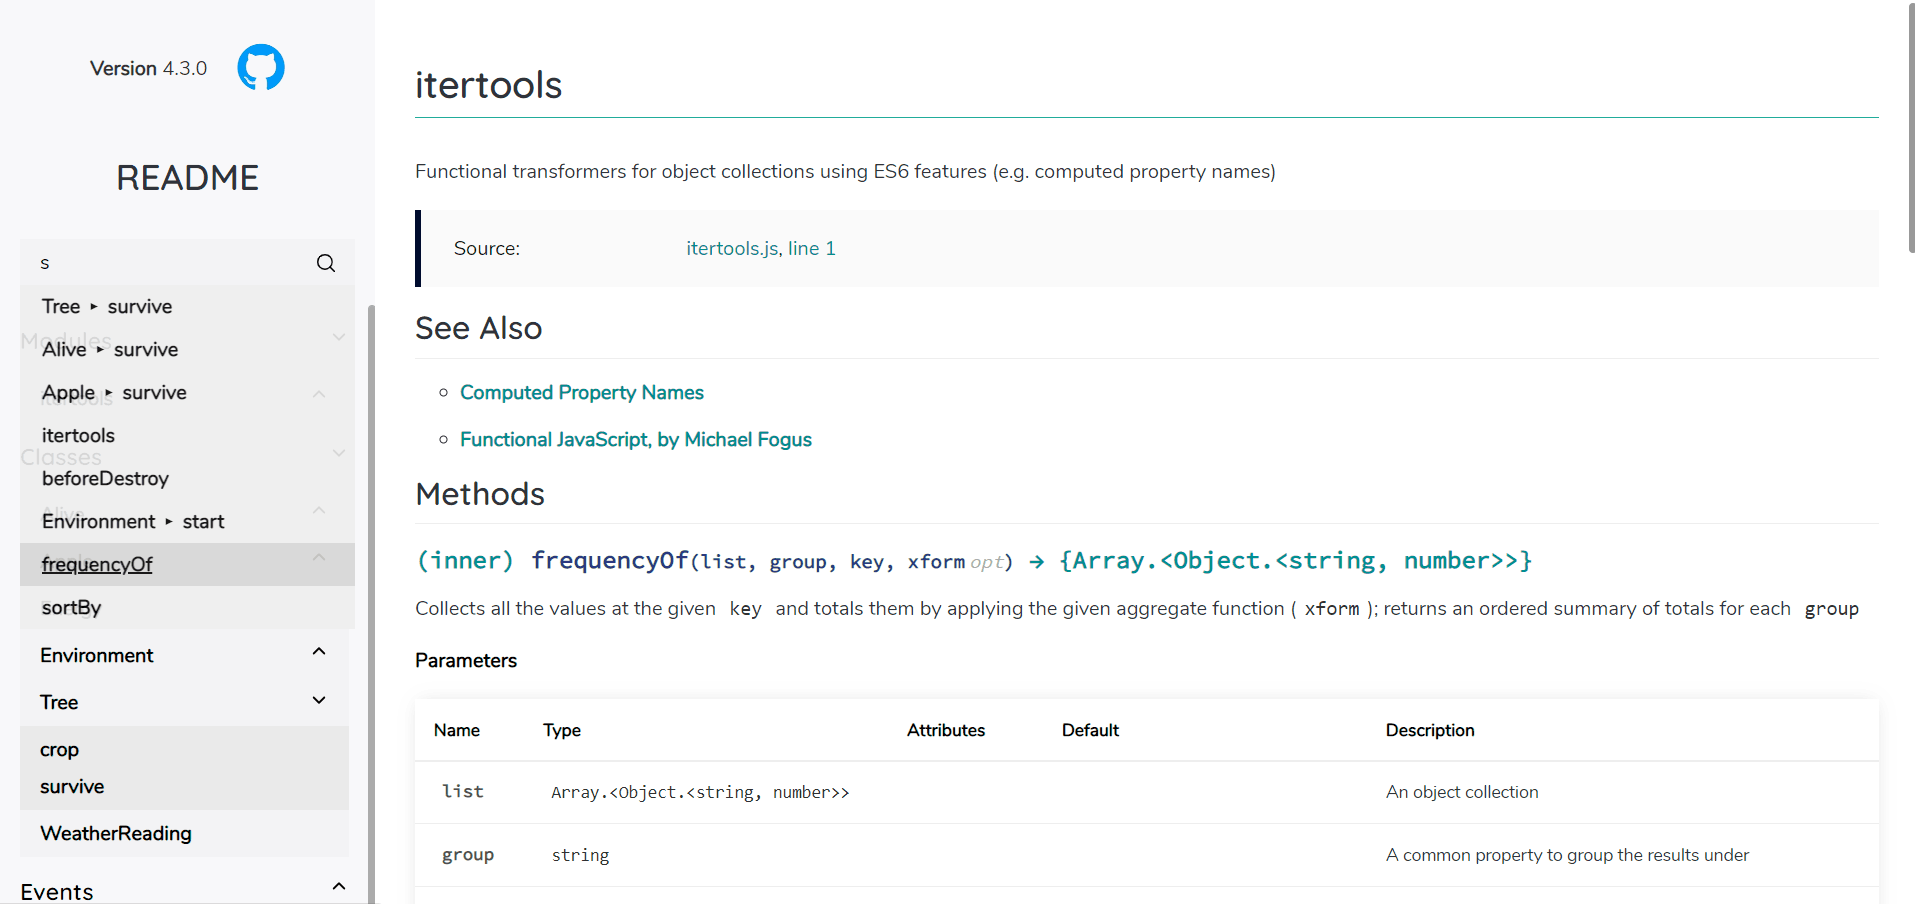 Version 4.3.0
README
s
Tree ▸ survive
Modules
Alive ▸ survive
Apple ▸ survive
itertools
itertools
Classes
beforeDestroy
Alive
Environment ▸ start
Apple
frequencyOf
sortBy
Environment
Tree
crop
survive
WeatherReading
Events
itertools
Functional transformers for object collections using ES6 features (e.g. computed property names)
Source: itertools.js, line 1
See Also
Computed Property Names
Functional JavaScript, by Michael Fogus
Methods
(inner) frequencyOf(list, group, key, xform opt) → {Array.<Object.<string, number>>}
Collects all the values at the given key and totals them by applying the given aggregate function ( xform ); returns an ordered summary of totals for each group
Parameters
Name Type Attributes Default Description
list Array.<Object.<string, number>> An object collection
group string A common property to group the results under